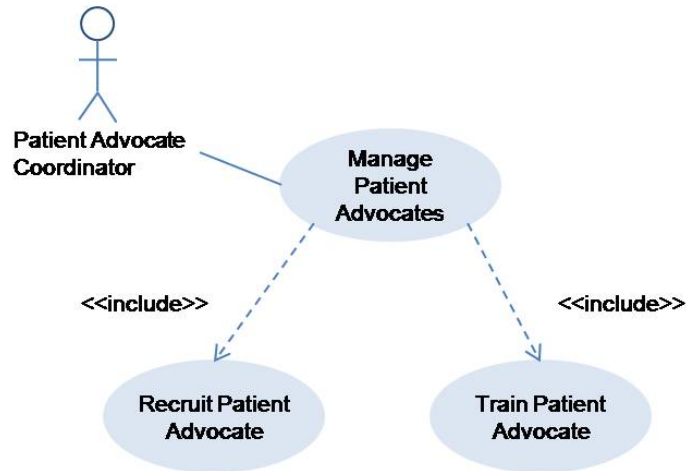 Patient Advocate
Coordinator
Manage
Patient
Advocates
<<include>>
<<include>>
Recruit Patient
Advocate
Train Patient
Advocate